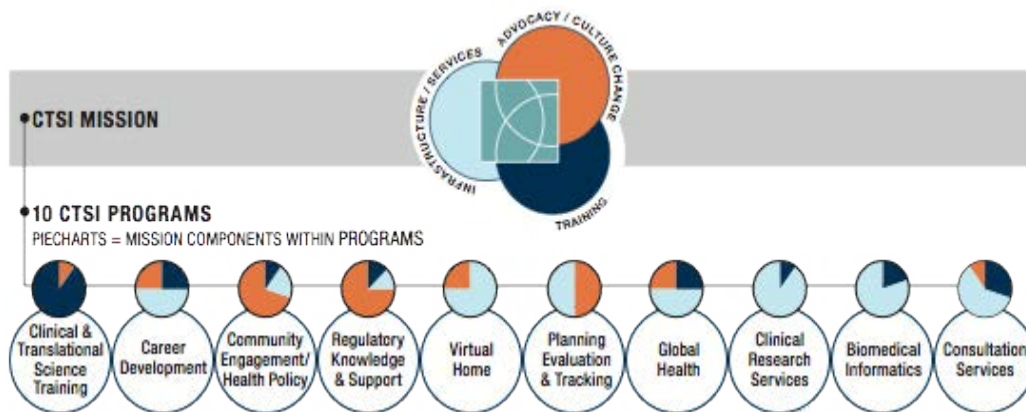 ADVOCACY / CULTURE CHANGE
INFRASTRUCTURE / SERVICES
CTSI MISSION
TRAINING
10 CTSI PROGRAMS
PIECHARTS = MISSION COMPONENTS WITHIN PROGRAMS
Clinical &
Translational
Science
Training
Career
Development
Community
Engagement/
Health Policy
Regulatory
Knowledge
& Support
Virtual
Home
Planning
Evaluation
& Tracking
Global
Health
Clinical
Research
Services
Biomedical
Informatics
Consultation
Services